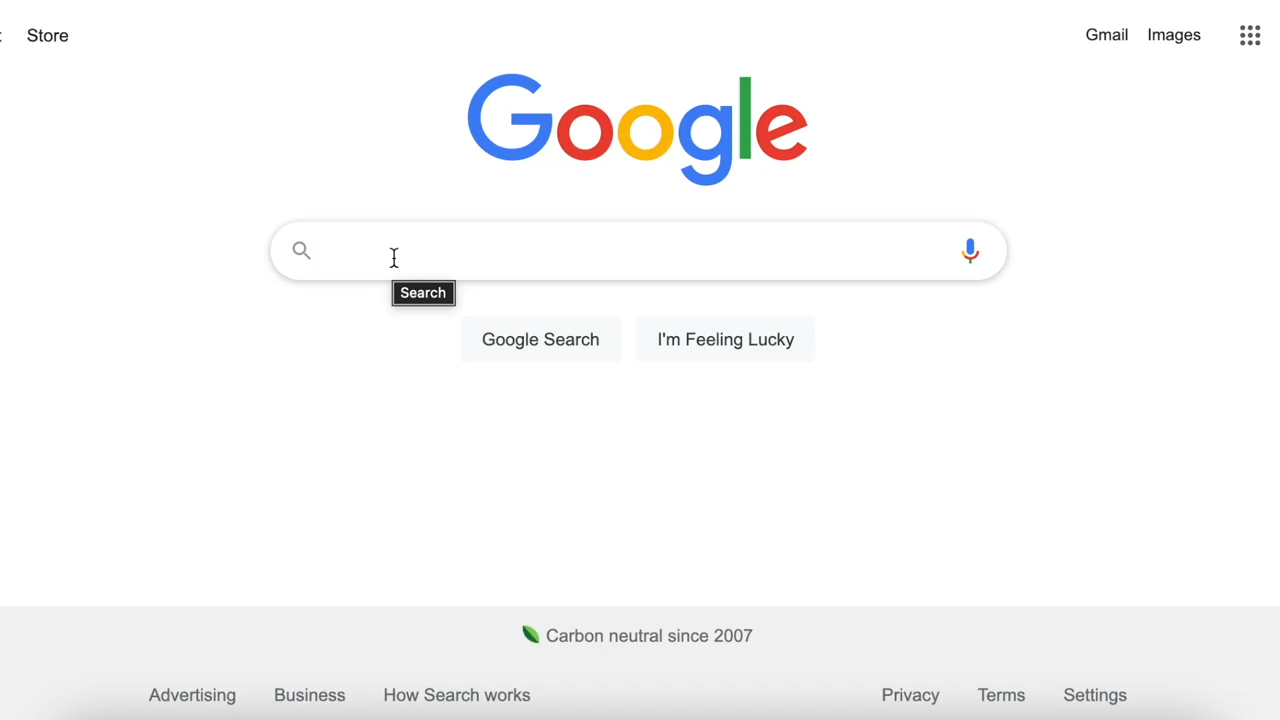 Store
Gmail Images
Google
Search
Google Search I'm Feeling Lucky
Carbon neutral since 2007
Advertising Business How Search works Privacy Terms Settings